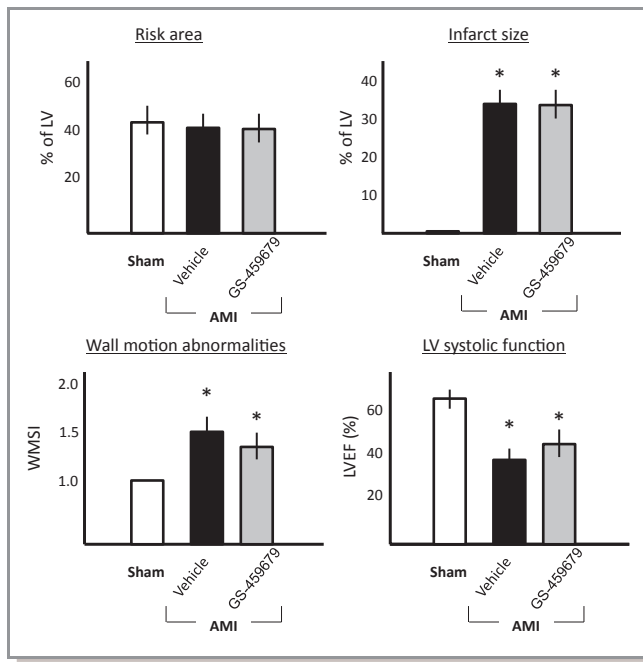 Risk area
% of LV
60
40
20
Sham
Vehicle
GS-459679
AMI
Infarct size
% of LV
40
30
20
10
*
*
Sham
Vehicle
GS-459679
AMI
Wall motion abnormalities
WMSI
2.0
1.5
1.0
*
*
Sham
Vehicle
GS-459679
AMI
LV systolic function
LVEF (%)
60
40
20
*
*
Sham
Vehicle
GS-459679
AMI